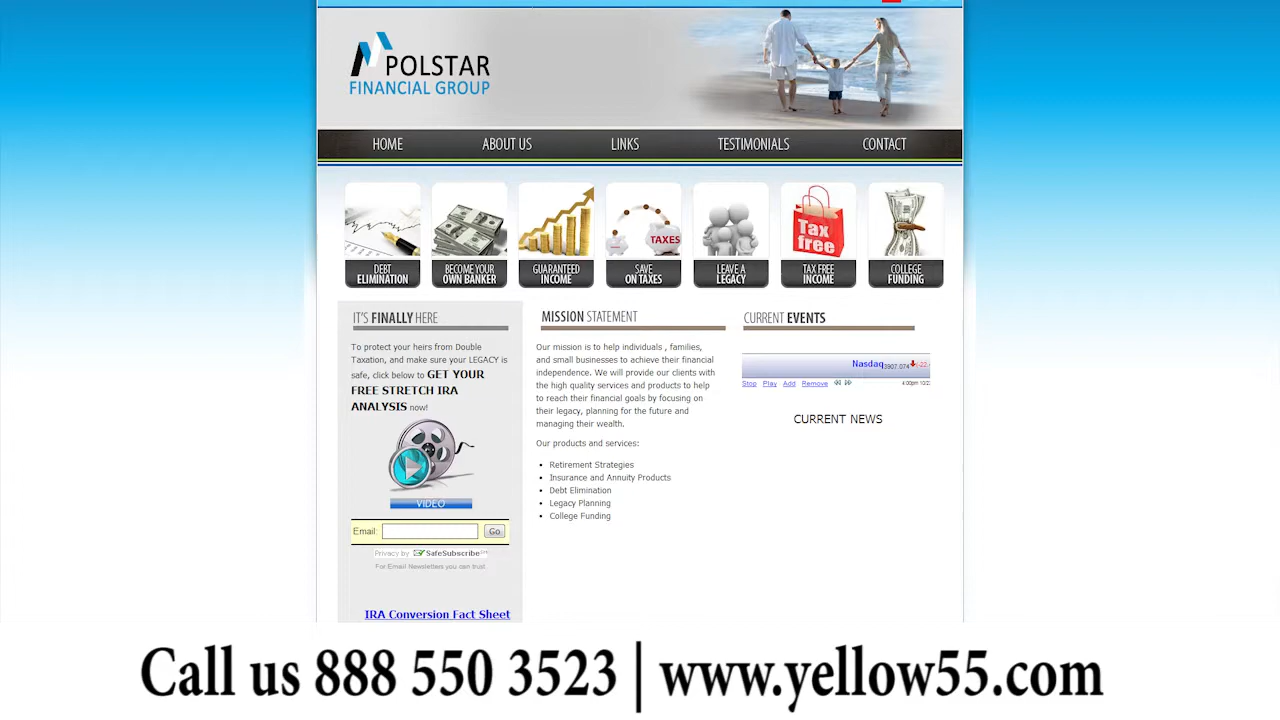 POLSTAR
FINANCIAL GROUP
HOME ABOUT US LINKS TESTIMONIALS CONTACT
TAXES
Tax
free
DEBT
ELIMINATION
BECOME YOUR
OWN BANKER
GUARANTEED
INCOME
SAVE
ON TAXES
LEAVE A
LEGACY
TAX FREE
INCOME
COLLEGE
FUNDING
IT'S FINALLY HERE
To protect your heirs from Double
Taxation, and make sure your LEGACY is
safe, click below to GET YOUR
FREE STRETCH IRA
ANALYSIS now!
VIDEO
Email: Go
Privacy by SafeSubscribe
For Email Newsletters you can trust.
IRA Conversion Fact Sheet
MISSION STATEMENT
Our mission is to help individuals , families,
and small businesses to achieve their financial
independence. We will provide our clients with
the high quality services and products to help
to reach their financial goals by focusing on
their legacy, planning for the future and
managing their wealth.
Our products and services:
• Retirement Strategies
• Insurance and Annuity Products
• Debt Elimination
• Legacy Planning
• College Funding
CURRENT EVENTS
Nasdaq 3907.074
Stop Play Add Remove
CURRENT NEWS
Call us 888 550 3523 | www.yellow55.com